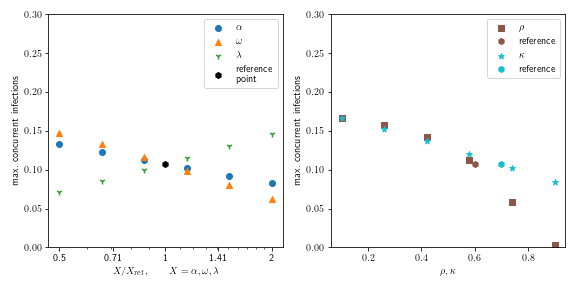 0.30
0.25
0.20
0.15
0.10
0.05
0.00
max. concurrent infections
α
ω
λ
reference
point
0.5
0.71
1
1.41
2
X/X_ref, X = α, ω, λ
0.30
0.25
0.20
0.15
0.10
0.05
0.00
max. concurrent infections
ρ
reference
κ
reference
0.2
0.4
0.6
0.8
ρ, κ